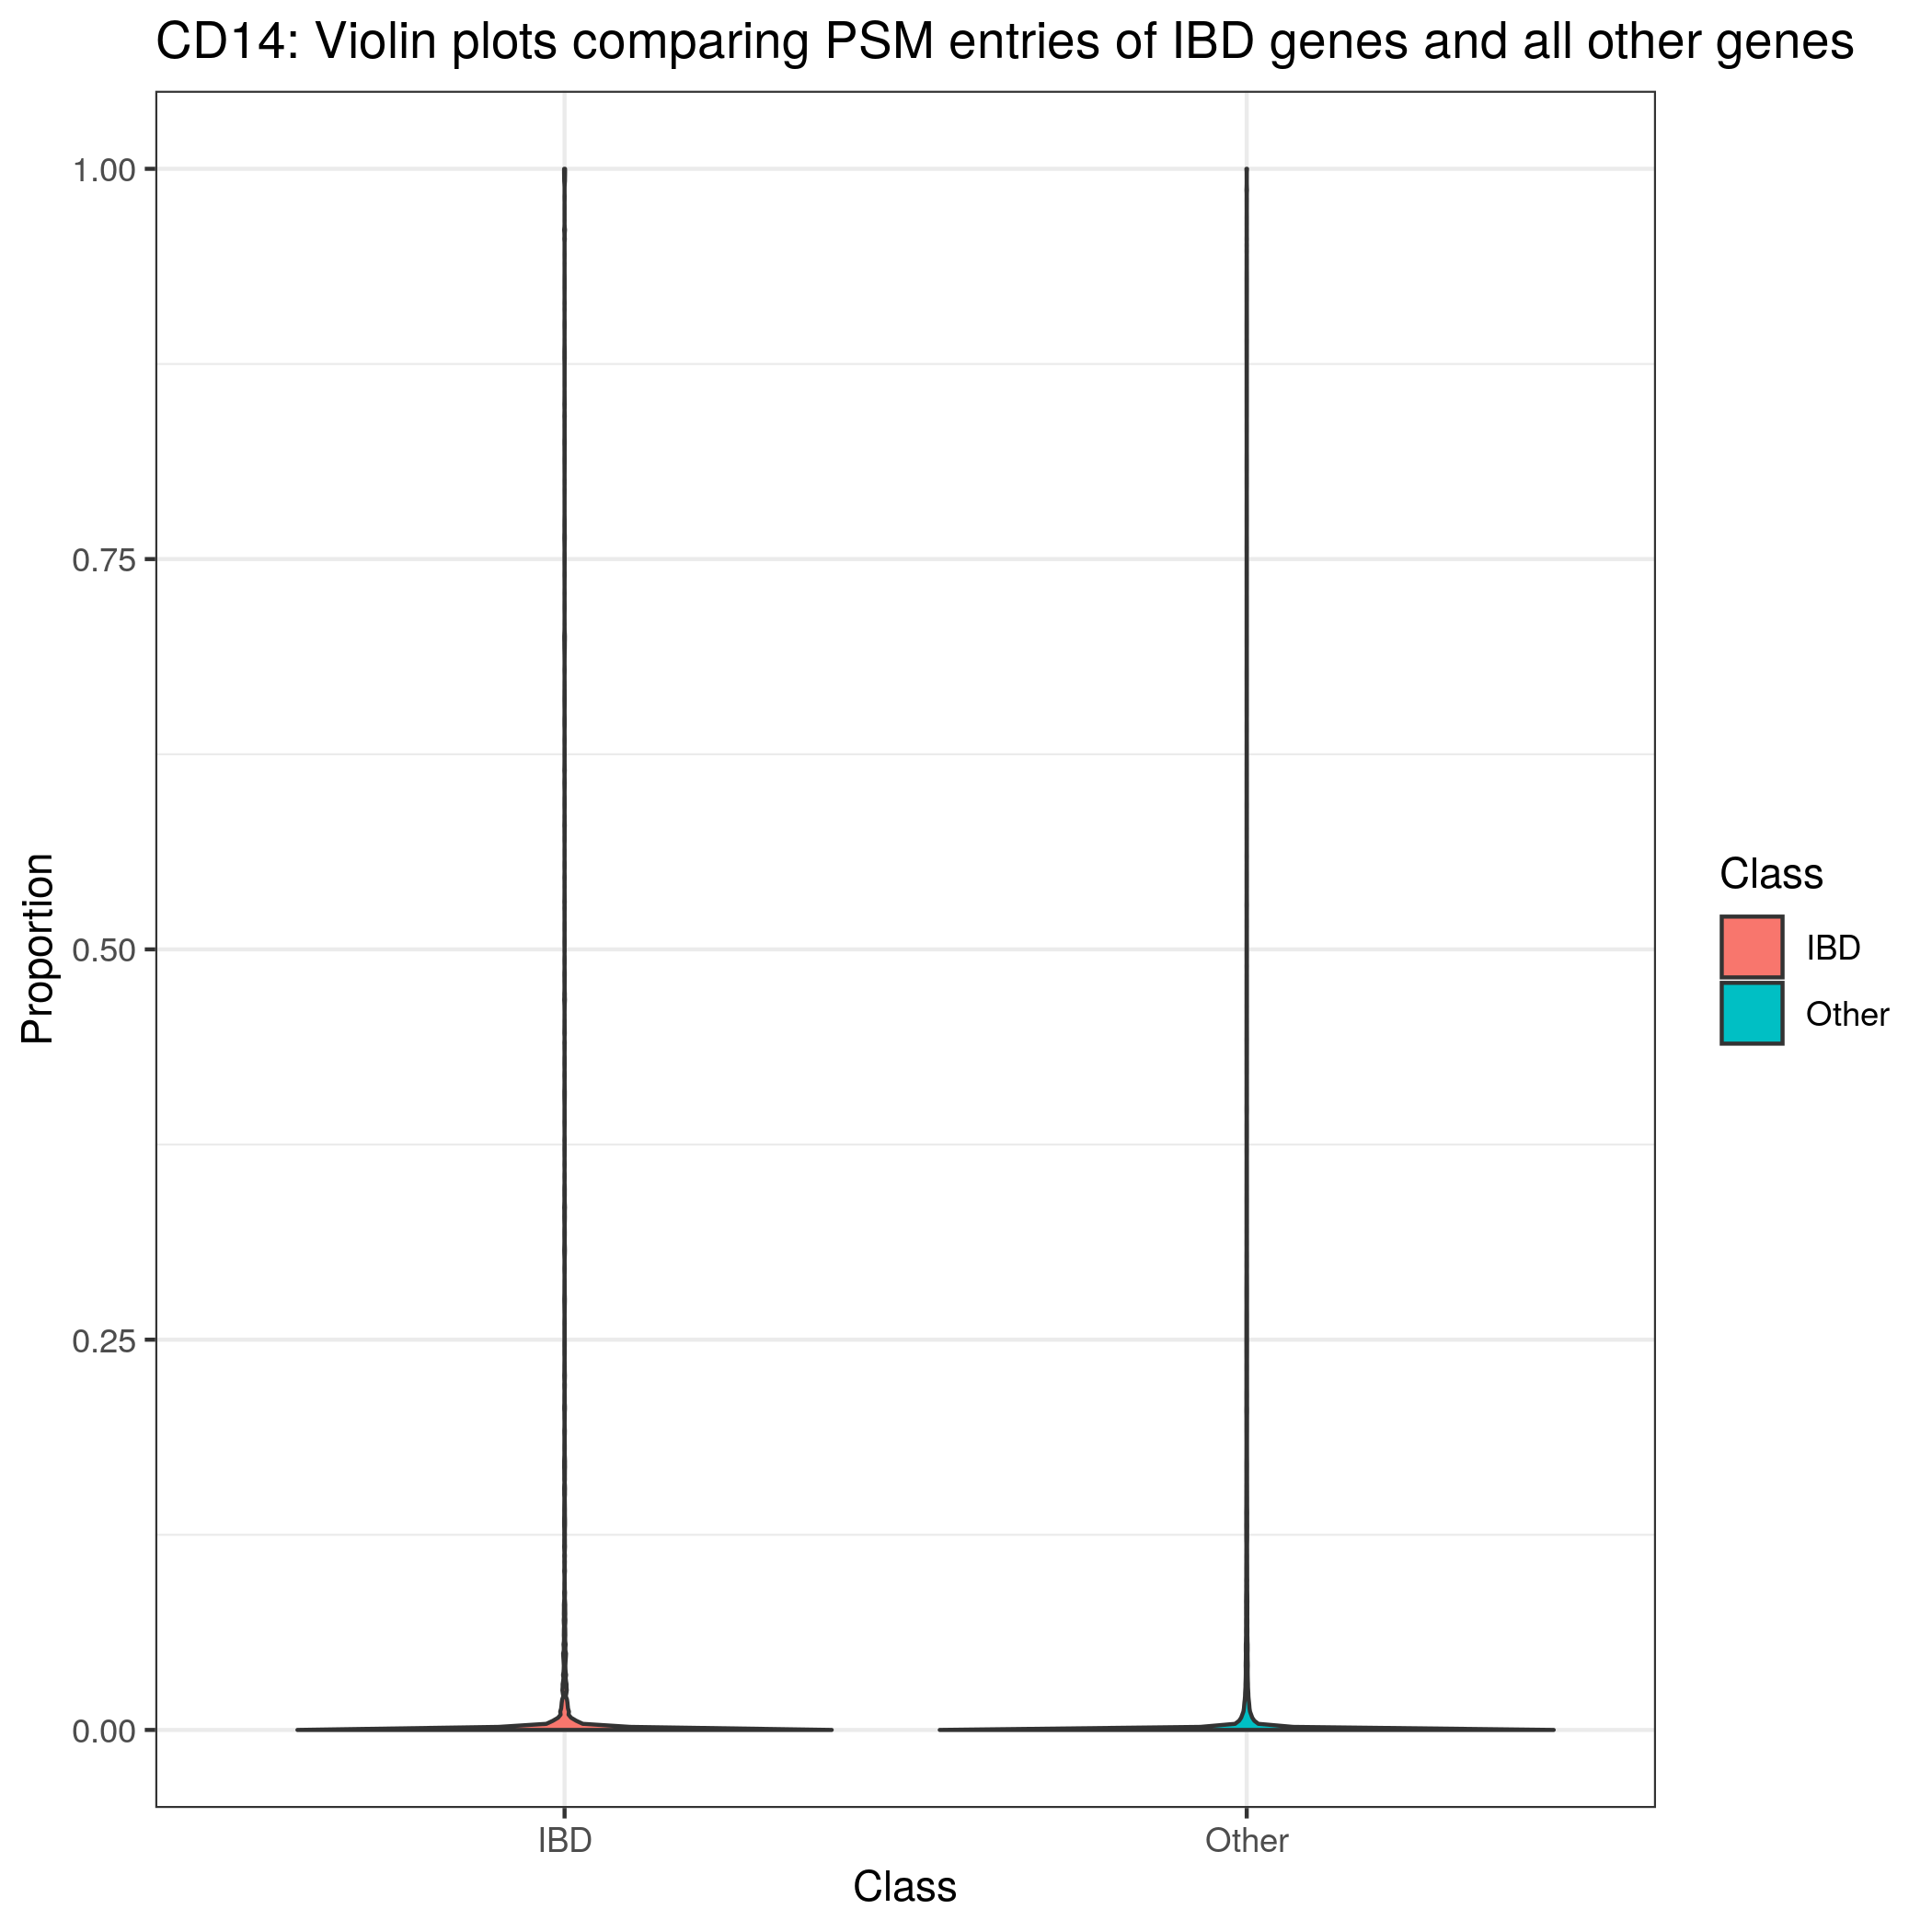 CD14: Violin plots comparing PSM entries of IBD genes and all other genes
1.00
0.75
0.50
0.25
0.00
Proportion
IBD
Other
Class
Class
IBD
Other